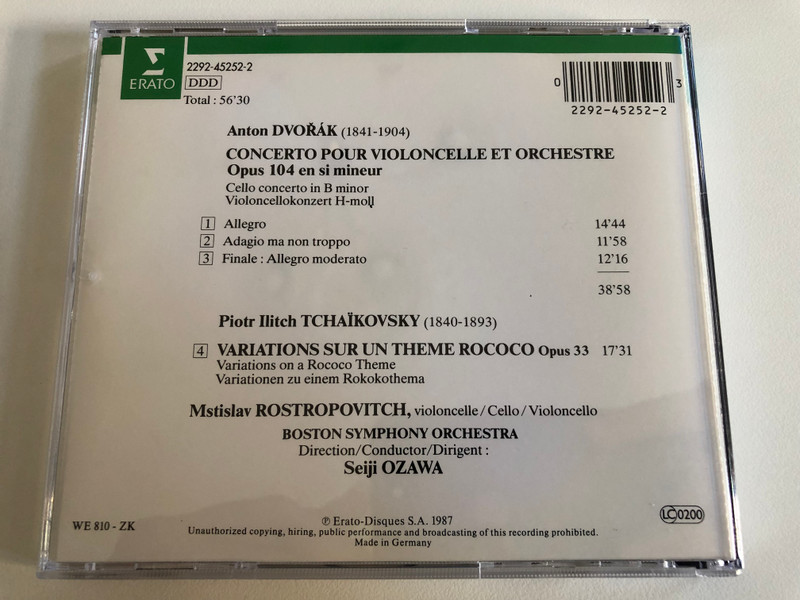 Σ
ERATO
2292-45252-2
DDD
Total : 56'30
0 3
2292-45252-2
Anton DVOŘÁK (1841-1904)
CONCERTO POUR VIOLONCELLE ET ORCHESTRE
Opus 104 en si mineur
Cello concerto in B minor
Violoncellokonzert H-moll
1 Allegro 14'44
2 Adagio ma non troppo 11'58
3 Finale : Allegro moderato 12'16
38'58
Piotr Ilitch TCHAÏKOVSKY (1840-1893)
4 VARIATIONS SUR UN THEME ROCOCO Opus 33 17'31
Variations on a Rococo Theme
Variationen zu einem Rokokothema
Mstislav ROSTROPOVITCH, violoncelle/Cello/Violoncello
BOSTON SYMPHONY ORCHESTRA
Direction/Conductor/Dirigent :
Seiji OZAWA
WE 810 - ZK
℗ Erato-Disques S.A. 1987
LC 0200
Unauthorized copying, hiring, public performance and broadcasting of this recording prohibited.
Made in Germany